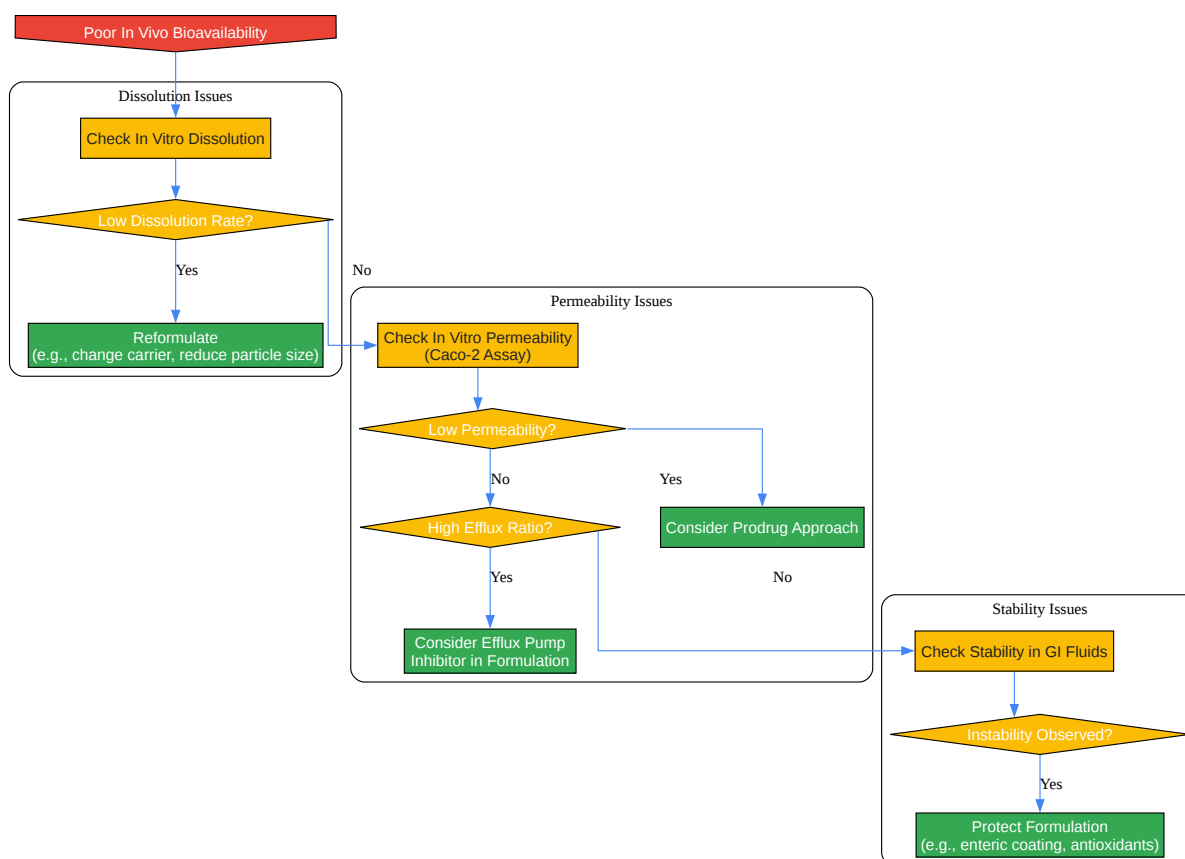 Poor In Vivo Bioavailability
Dissolution Issues
Check In Vitro Dissolution
Low Dissolution Rate?
Yes
No
Reformulate
(e.g., change carrier, reduce particle size)
Permeability Issues
Check In Vitro Permeability
(Caco-2 Assay)
Low Permeability?
No
Yes
High Efflux Ratio?
Consider Prodrug Approach
Yes
No
Consider Efflux Pump
Inhibitor in Formulation
Stability Issues
Check Stability in GI Fluids
Instability Observed?
Yes
Protect Formulation
(e.g., enteric coating, antioxidants)